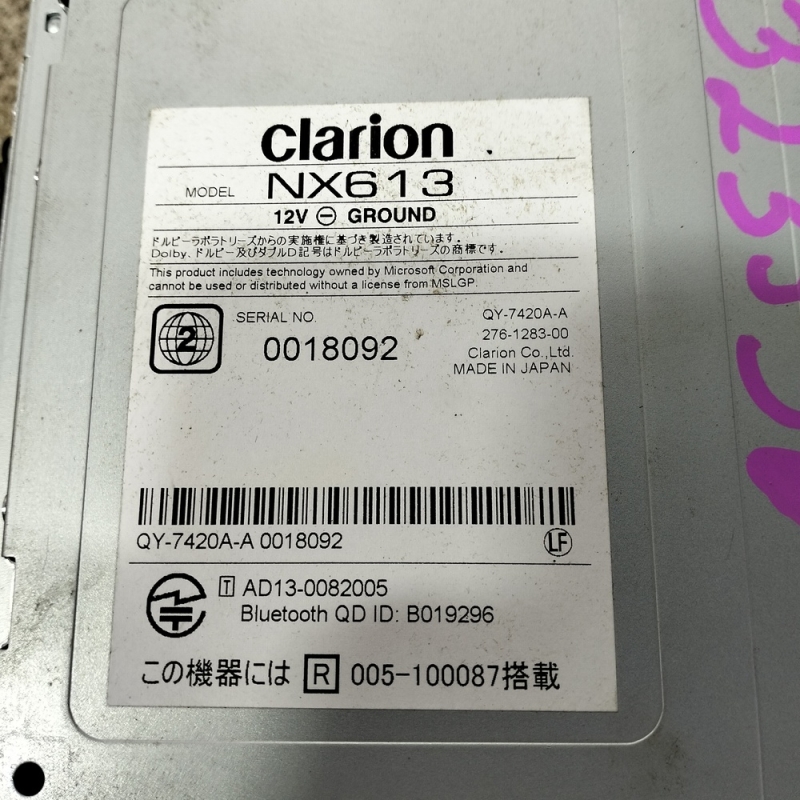 clarion
MODEL NX613
12V ⊖ GROUND
ドルビーラボラトリーズからの実施権に基づき製造されています。
Dolby、ドルビー及びダブルD記号はドルビーラボラトリーズの商標です。
This product includes technology owned by Microsoft Corporation and
cannot be used or distributed without a license from MSLGP.
2
SERIAL NO.
0018092
QY-7420A-A
276-1283-00
Clarion Co.,Ltd.
MADE IN JAPAN
QY-7420A-A 0018092
LF
T AD13-0082005
Bluetooth QD ID: B019296
この機器には R 005-100087搭載